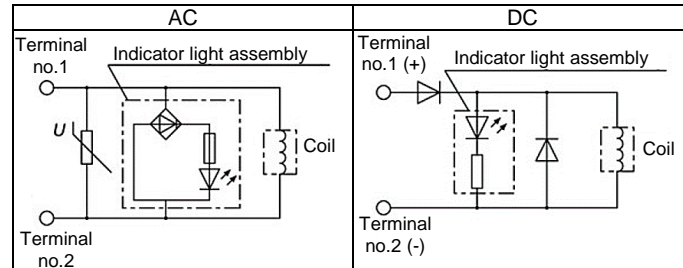 AC
Terminal
no.1
Indicator light assembly
U
Coil
Terminal
no.2
DC
Terminal
no.1 (+)
Indicator light assembly
Coil
Terminal
no.2 (-)